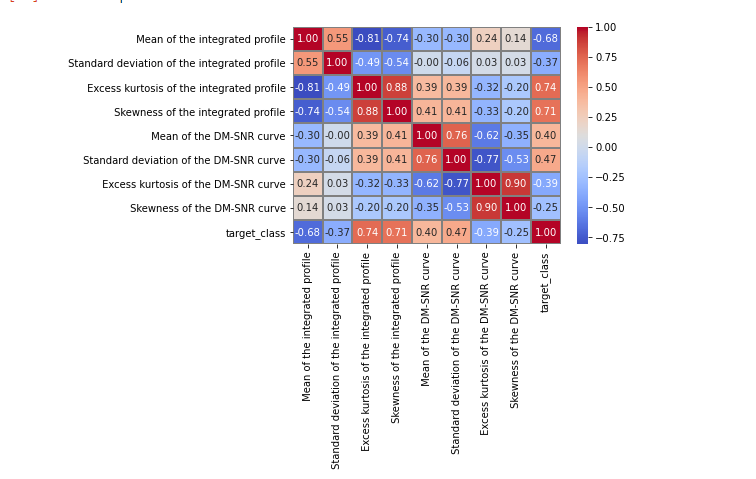 1.00
Mean of the integrated profile 1.00 0.55 -0.81 -0.74 -0.30 -0.30 0.24 0.14 -0.68
0.75
Standard deviation of the integrated profile 0.55 1.00 -0.49 -0.54 -0.00 -0.06 0.03 0.03 -0.37
Excess kurtosis of the integrated profile -0.81 -0.49 1.00 0.88 0.39 0.39 -0.32 -0.20 0.74
0.50
Skewness of the integrated profile -0.74 -0.54 0.88 1.00 0.41 0.41 -0.33 -0.20 0.71
0.25
Mean of the DM-SNR curve -0.30 -0.00 0.39 0.41 1.00 0.76 -0.62 -0.35 0.40
0.00
Standard deviation of the DM-SNR curve -0.30 -0.06 0.39 0.41 0.76 1.00 -0.77 -0.53 0.47
−0.25
Excess kurtosis of the DM-SNR curve 0.24 0.03 -0.32 -0.33 -0.62 -0.77 1.00 0.90 -0.39
Skewness of the DM-SNR curve 0.14 0.03 -0.20 -0.20 -0.35 -0.53 0.90 1.00 -0.25
−0.50
target_class -0.68 -0.37 0.74 0.71 0.40 0.47 -0.39 -0.25 1.00
−0.75
Mean of the integrated profile
Standard deviation of the integrated profile
Excess kurtosis of the integrated profile
Skewness of the integrated profile
Mean of the DM-SNR curve
Standard deviation of the DM-SNR curve
Excess kurtosis of the DM-SNR curve
Skewness of the DM-SNR curve
target_class